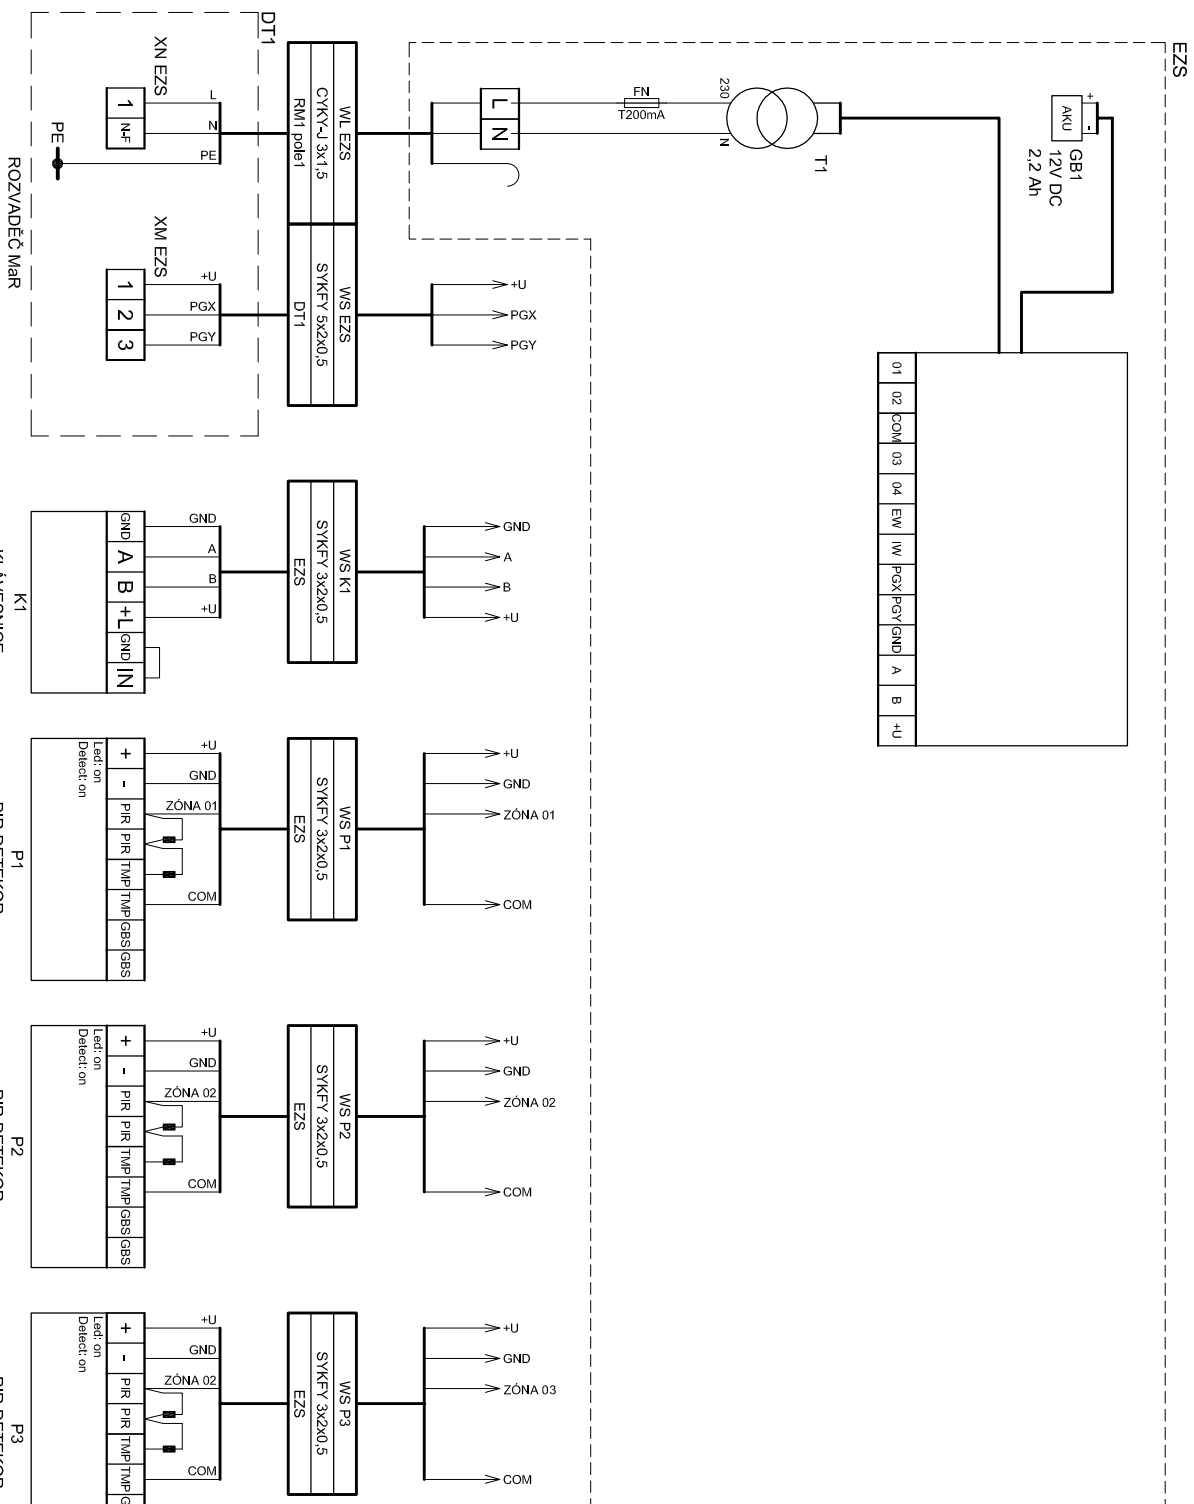 EZS
DT1
XN EZS
1
N-F
L
N
PE
PE
XM EZS
1
2
3
+U
PGX
PGY
ROZVADĚČ MaR
WL EZS
CYKY-J 3x1,5
RM1 pole1
WS EZS
SYKFY 5x2x0,5
DT1
L
N
FN
T200mA
230
N
T1
+
-
AKU
GB1
12V DC
2,2 Ah
+U
PGX
PGY
01
02
COM
03
04
EW
IW
PGX
PGY
GND
A
B
+U
GND
A
B
+U
WS K1
SYKFY 3x2x0,5
EZS
GND
A
B
+U
GND
A
B
+L
GND
IN
K1
+U
GND
ZÓNA 01
COM
WS P1
SYKFY 3x2x0,5
EZS
+U
GND
ZÓNA 01
COM
+
-
PIR
PIR
TMP
TMP
GBS
GBS
Led: on
Detect: on
P1
+U
GND
ZÓNA 02
COM
WS P2
SYKFY 3x2x0,5
EZS
+U
GND
ZÓNA 02
COM
+
-
PIR
PIR
TMP
TMP
GBS
GBS
Led: on
Detect: on
P2
+U
GND
ZÓNA 03
COM
WS P3
SYKFY 3x2x0,5
EZS
+U
GND
ZÓNA 02
COM
+
-
PIR
PIR
TMP
TMP
Led: on
Detect: on
P3